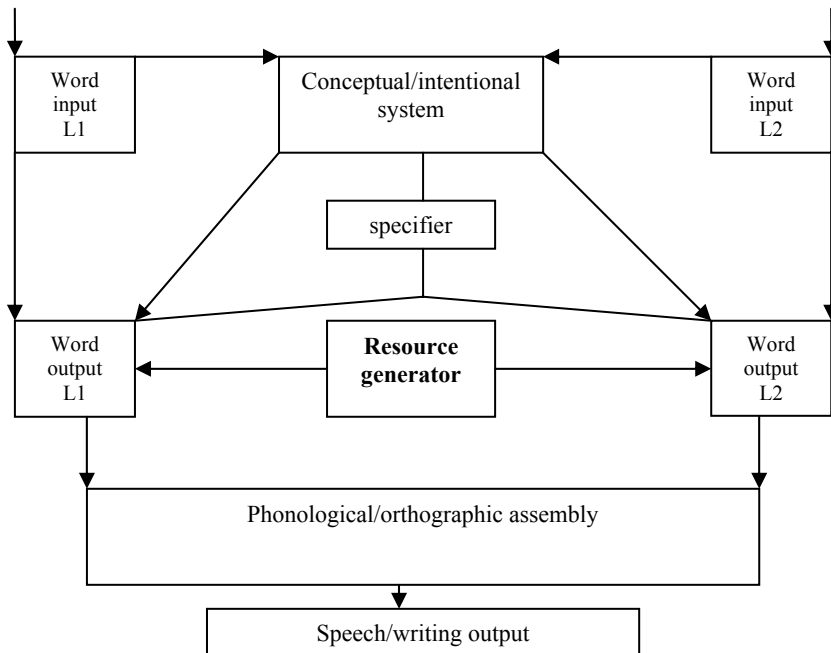 Word
input
L1
Conceptual/intentional
system
Word
input
L2
specifier
Word
output
L1
Resource
generator
Word
output
L2
Phonological/orthographic assembly
Speech/writing output